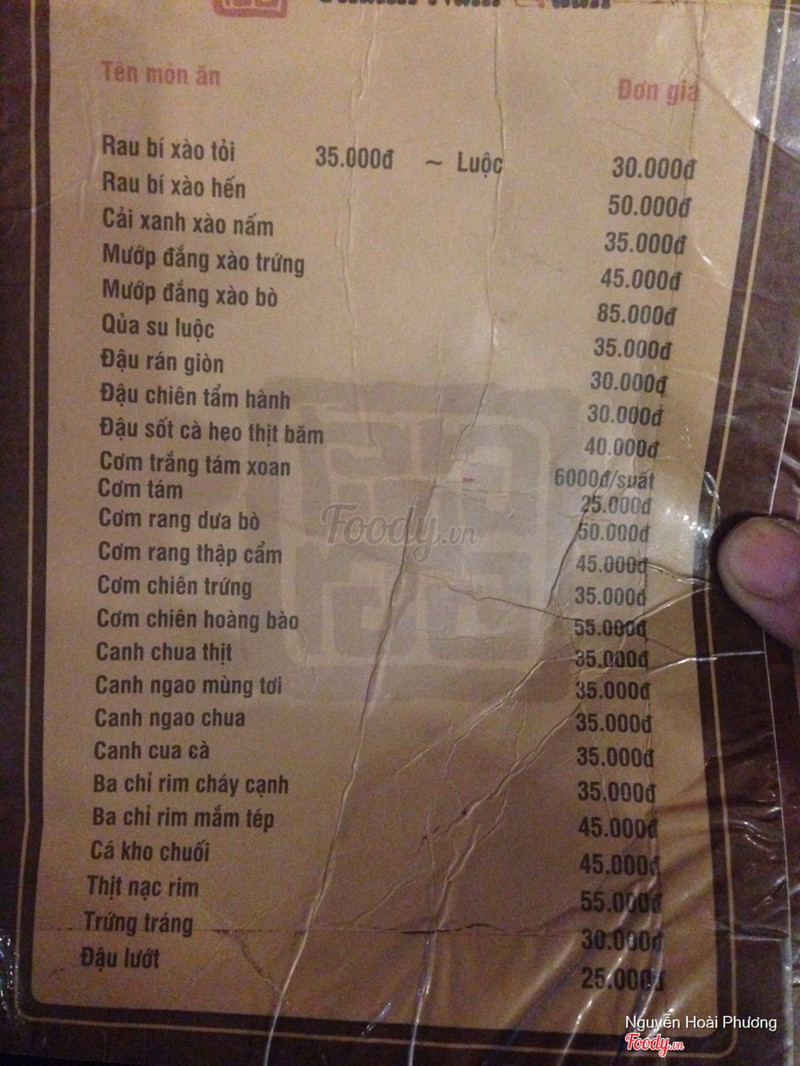 Tên món ăn Đơn giá
Rau bí xào tỏi 35.000đ ~ Luộc 30.000đ
Rau bí xào hến 50.000đ
Cải xanh xào nấm 35.000đ
Mướp đắng xào trứng 45.000đ
Mướp đắng xào bò 85.000đ
Qủa su luộc 35.000đ
Đậu rán giòn 30.000đ
Đậu chiên tẩm hành 30.000đ
Đậu sốt cà heo thịt băm 40.000đ
Cơm trắng tám xoan 6000đ/suất
Cơm tám 25.000đ
Cơm rang dưa bò 50.000đ
Cơm rang thập cẩm 45.000đ
Cơm chiên trứng 35.000đ
Cơm chiên hoàng bào 55.000đ
Canh chua thịt 35.000đ
Canh ngao mùng tơi 35.000đ
Canh ngao chua 35.000đ
Canh cua cà 35.000đ
Ba chỉ rim cháy cạnh 35.000đ
Ba chỉ rim mắm tép 45.000đ
Cá kho chuối 45.000đ
Thịt nạc rim 55.000đ
Trứng tráng 30.000đ
Đậu lướt 25.000đ
Foody.vn
Nguyễn Hoài Phương
Foody.vn